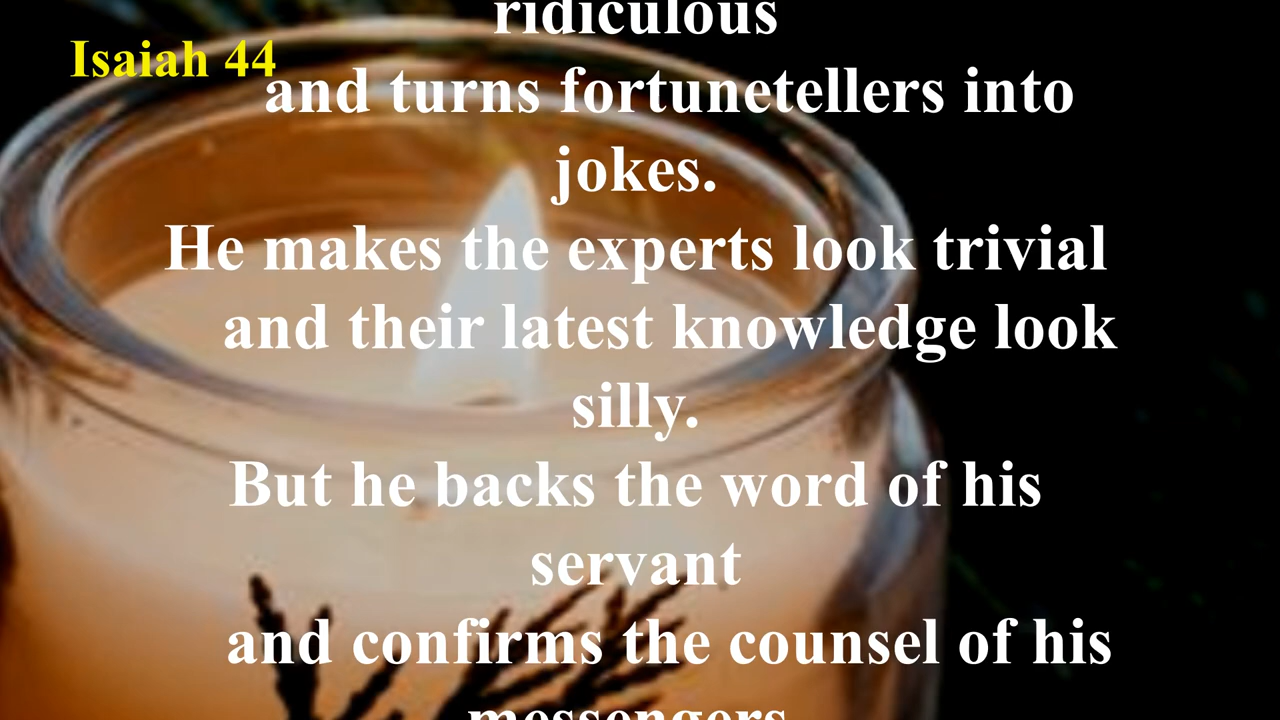 ridiculous
Isaiah 44
and turns fortunetellers into
jokes.
He makes the experts look trivial
and their latest knowledge look
silly.
But he backs the word of his
servant
and confirms the counsel of his
messengers